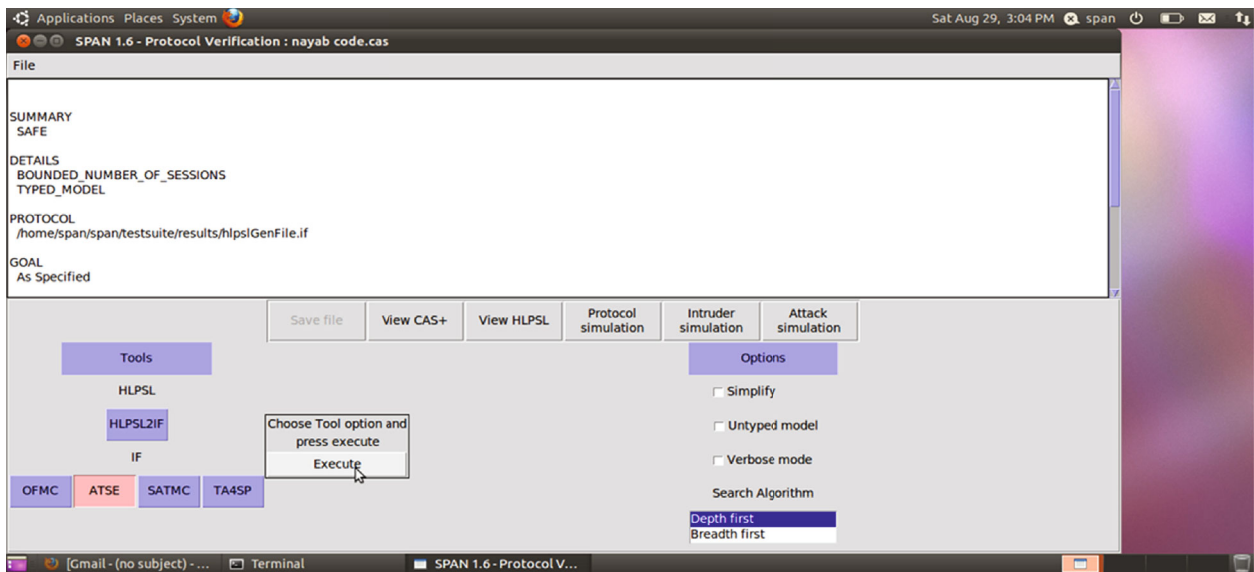 Applications Places System
Sat Aug 29, 3:04 PM span
SPAN 1.6 - Protocol Verification : nayab code.cas
File
SUMMARY
SAFE
DETAILS
BOUNDED_NUMBER_OF_SESSIONS
TYPED_MODEL
PROTOCOL
/home/span/span/testsuite/results/hlpslGenFile.if
GOAL
As Specified
Save file
View CAS+
View HLPSL
Protocol
simulation
Intruder
simulation
Attack
simulation
Tools
HLPSL
HLPSL2IF
IF
OFMC
ATSE
SATMC
TA4SP
Choose Tool option and
press execute
Execute
Options
Simplify
Untyped model
Verbose mode
Search Algorithm
Depth first
Breadth first
[Gmail - (no subject) - ...
Terminal
SPAN 1.6 - Protocol V...